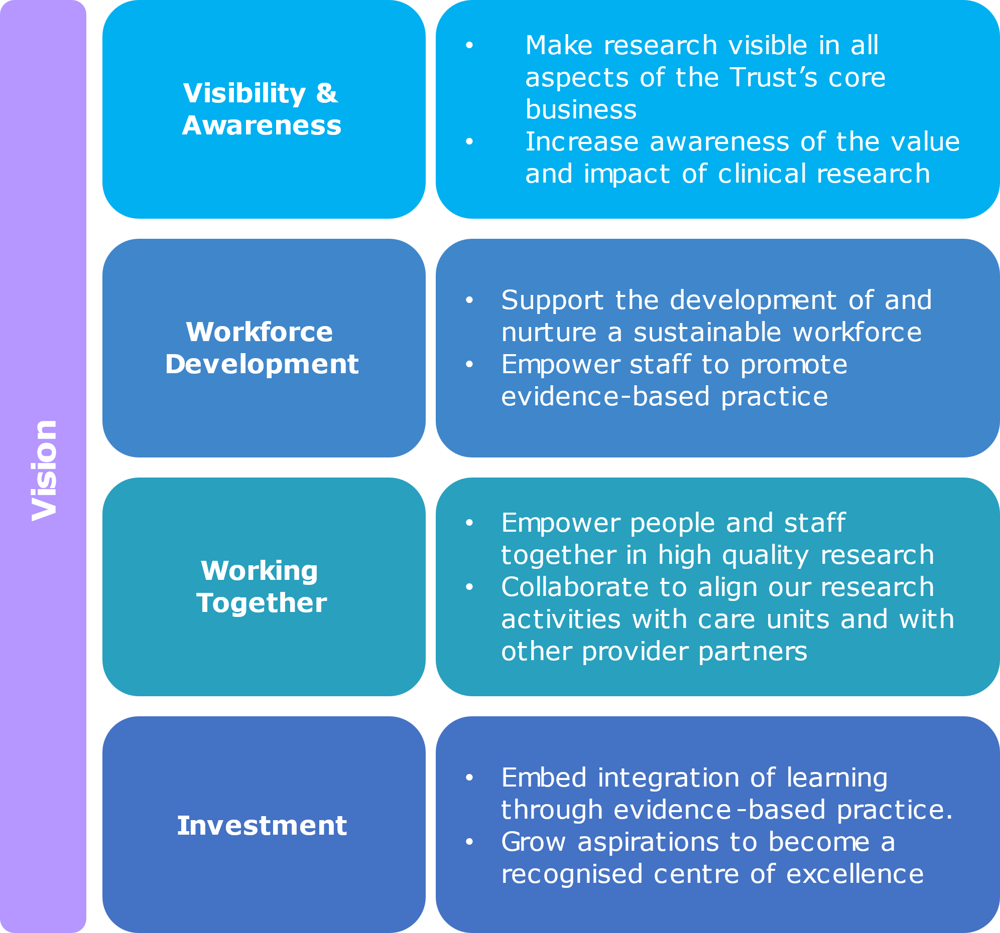 Vision
Visibility &
Awareness
• Make research visible in all
aspects of the Trust’s core
business
• Increase awareness of the value
and impact of clinical research
Workforce
Development
• Support the development of and
nurture a sustainable workforce
• Empower staff to promote
evidence-based practice
Working
Together
• Empower people and staff
together in high quality research
• Collaborate to align our research
activities with care units and with
other provider partners
Investment
• Embed integration of learning
through evidence-based practice.
• Grow aspirations to become a
recognised centre of excellence